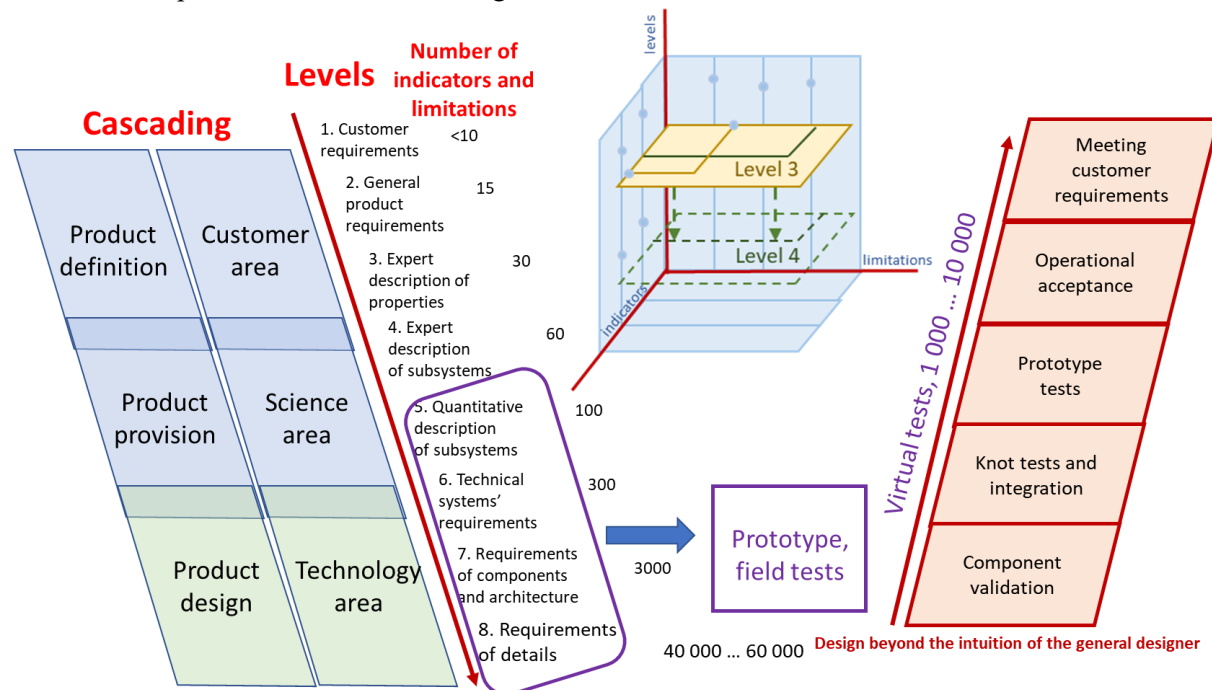 Cascading
Levels
Number of
indicators and
limitations
Product
definition
Customer
area
Product
provision
Science
area
Product
design
Technology
area
1. Customer
requirements
<10
2. General
product
requirements
15
3. Expert
description of
properties
30
4. Expert
description
of subsystems
60
5. Quantitative
description
of subsystems
100
6. Technical
systems’
requirements
300
7. Requirements
of components
and architecture
3000
8. Requirements
of details
40 000 ... 60 000
levels
Level 3
Level 4
limitations
indicators
Prototype,
field tests
Virtual tests, 1 000 ... 10 000
Meeting
customer
requirements
Operational
acceptance
Prototype
tests
Knot tests and
integration
Component
validation
Design beyond the intuition of the general designer